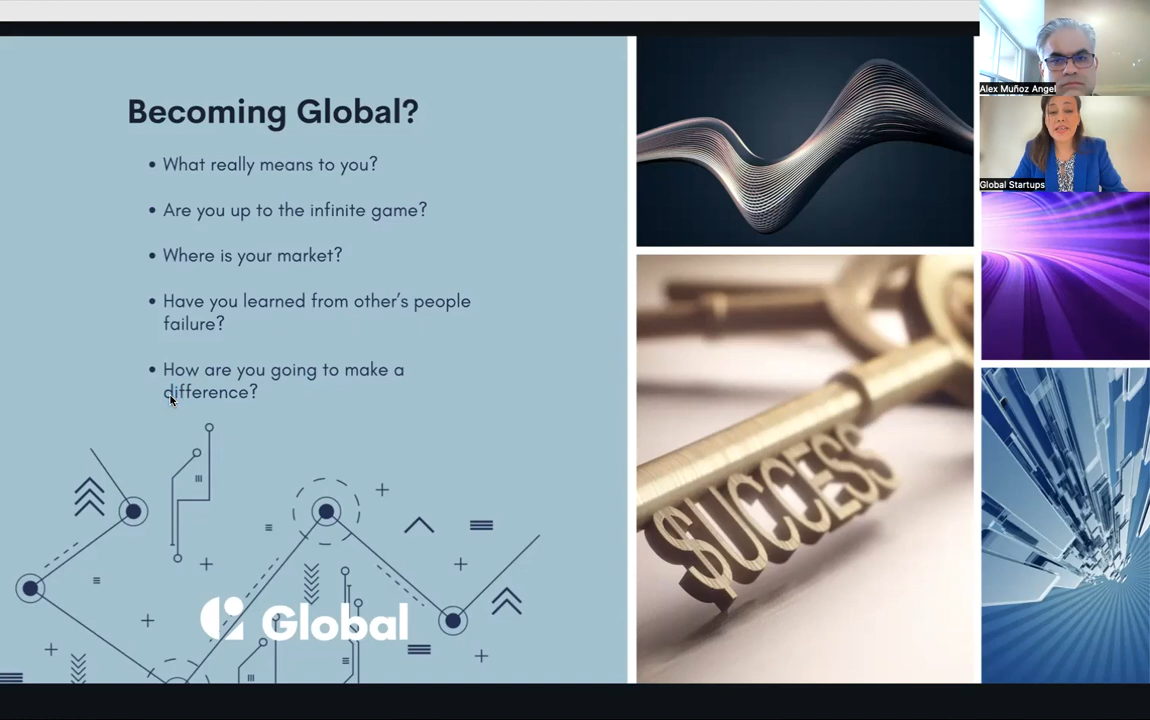 Becoming Global?
• What really means to you?
• Are you up to the infinite game?
• Where is your market?
• Have you learned from other's people
failure?
• How are you going to make a
difference?
Global
$UCCESS
Alex Muñoz Angel
Global Startups